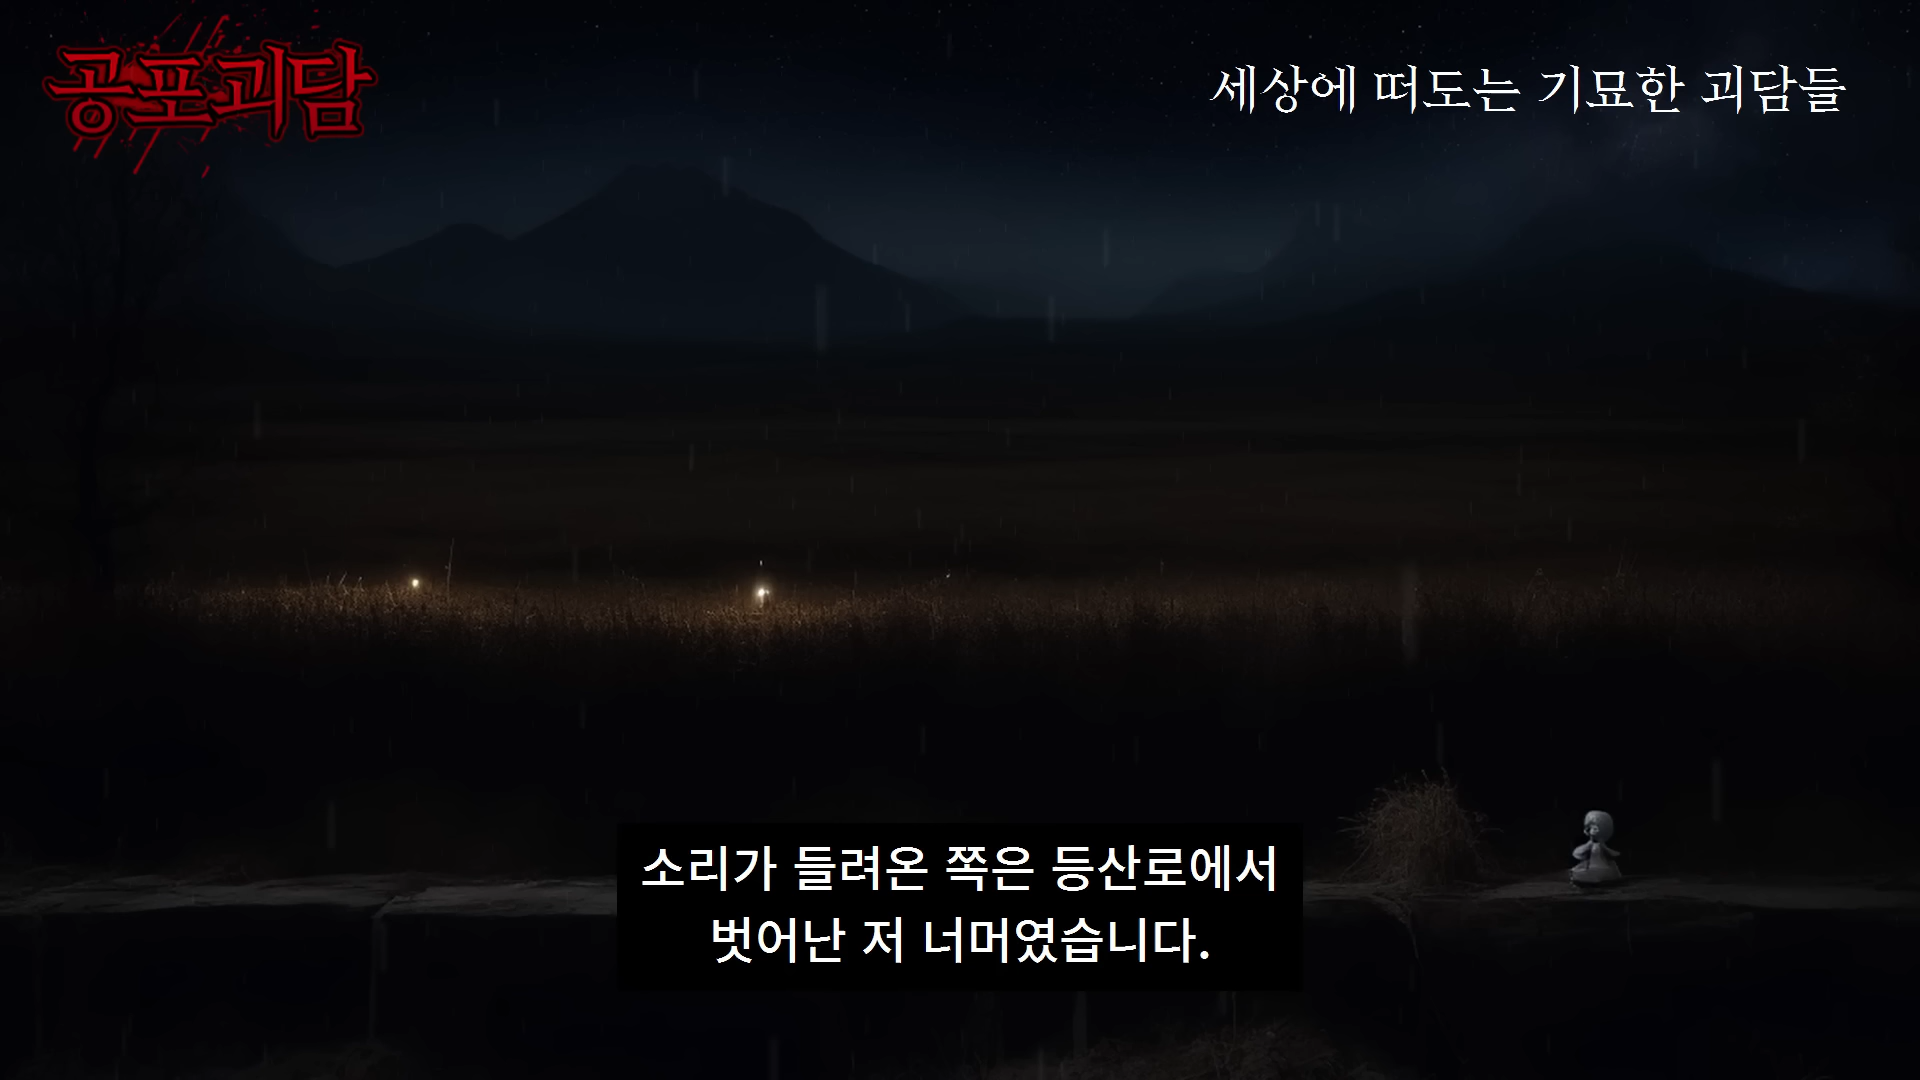 공포괴담
세상에 떠도는 기묘한 괴담들
소리가 들려온 쪽은 등산로에서
벗어난 저 너머였습니다.